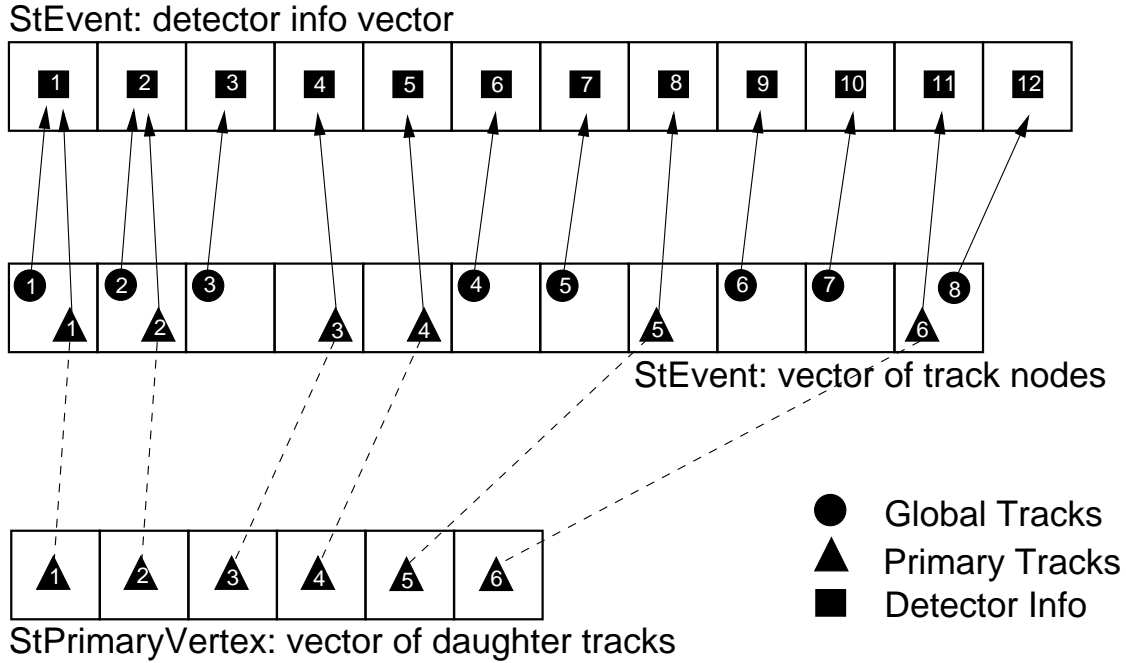 StEvent: detector info vector
1 2 3 4 5 6 7 8 9 10 11 12
1 2 3 4 5 6 7 8
1 2 3 4 5 6
StEvent: vector of track nodes
Global Tracks
Primary Tracks
Detector Info
1 2 3 4 5 6
StPrimaryVertex: vector of daughter tracks